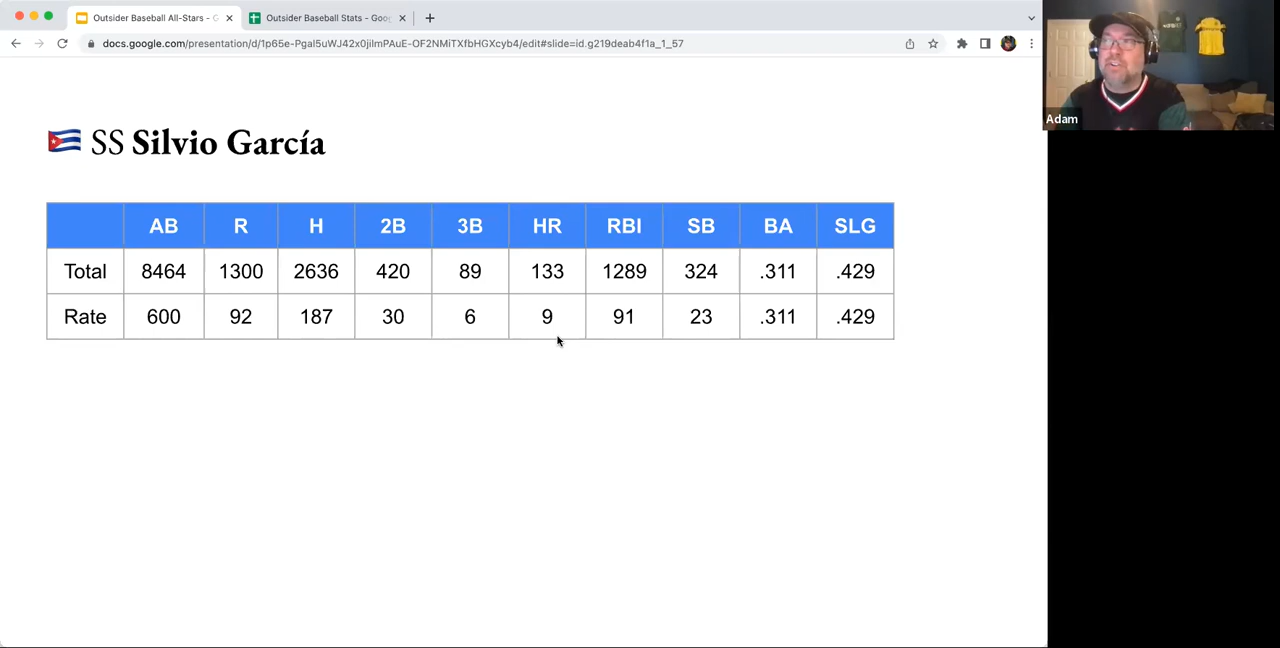 Outsider Baseball All-Stars - G
Outsider Baseball Stats - Goo
docs.google.com/presentation/d/1p65e-Pgal5uWJ42x0jilmPAuE-OF2NMiTXfbHGXcyb4/edit#slide=id.g219deab4f1a_1_57
Adam
SS Silvio García
AB R H 2B 3B HR RBI SB BA SLG
Total 8464 1300 2636 420 89 133 1289 324 .311 .429
Rate 600 92 187 30 6 9 91 23 .311 .429